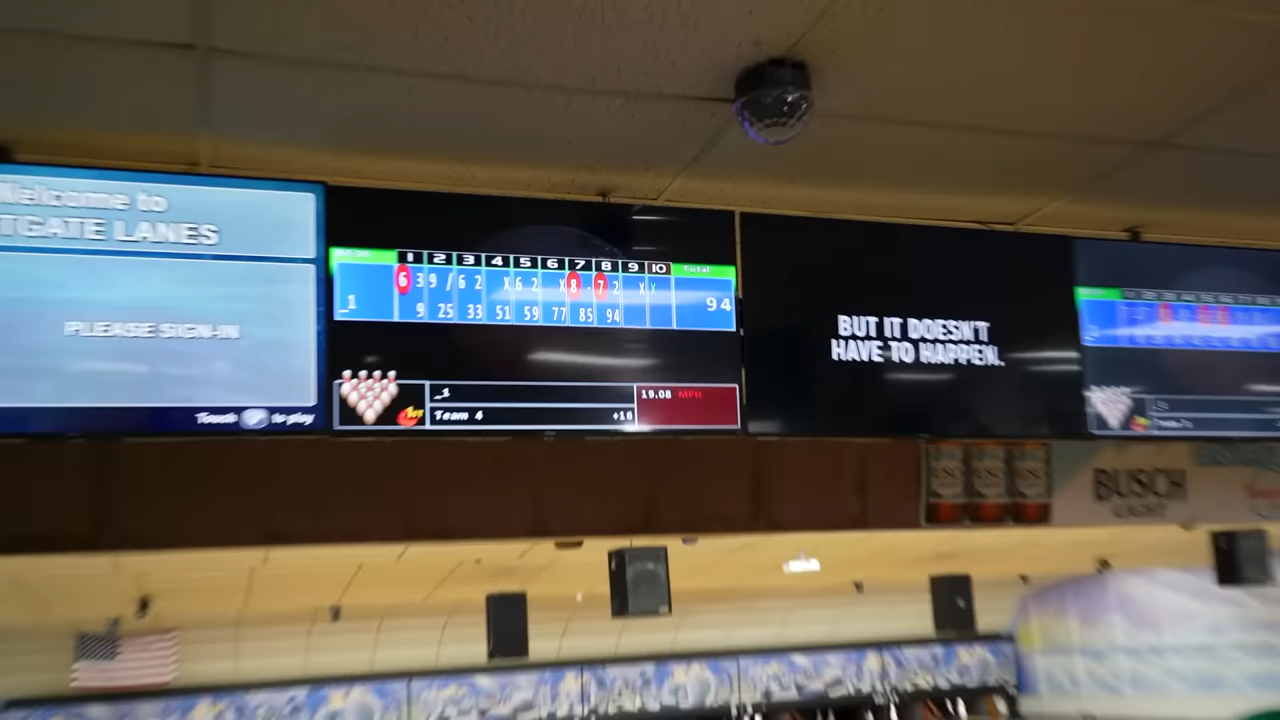 Welcome to
TGATE LANES
PLEASE SIGN-IN
Touch to play
1 2 3 4 5 6 7 8 9 10 Total
6 3 9 / 6 2 X 6 2 X 8 - 7 2 X X
_1 9 25 33 51 59 77 85 94 94
_1 19.08 MPH
Team 4 +16
BUT IT DOESN'T
HAVE TO HAPPEN.
BUSCH